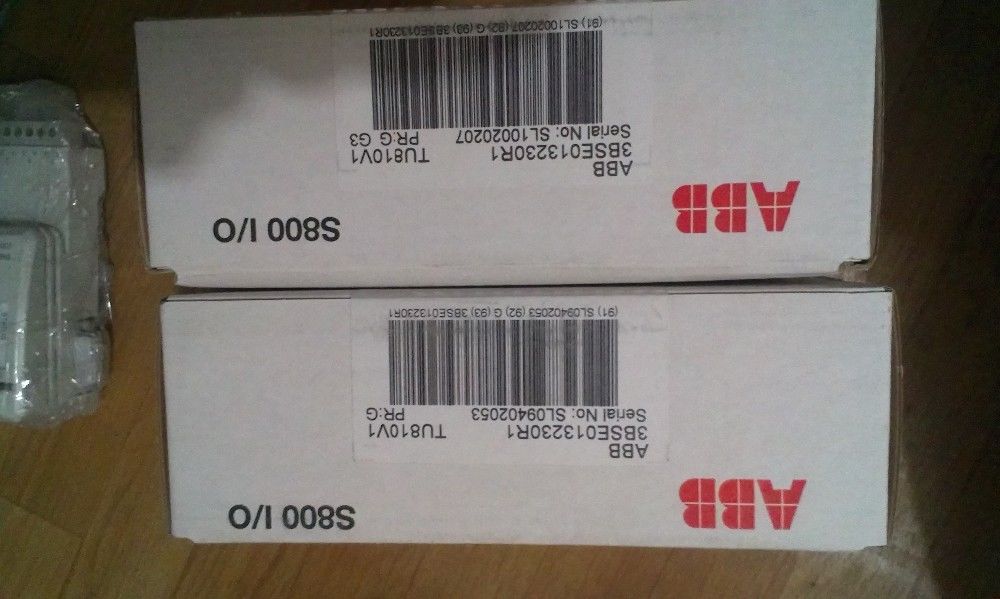 ABB
S800 I/O
ABB
3BSE013230R1 TU810V1
Serial No: SL09402053 PR:G
(91) SL09402053 (92) G (93) 3BSE013230R1
ABB
S800 I/O
ABB
3BSE013230R1 TU810V1
Serial No: SL10020207 PR:G G3
(91) SL10020207 (92) G (93) 3BSE013230R1